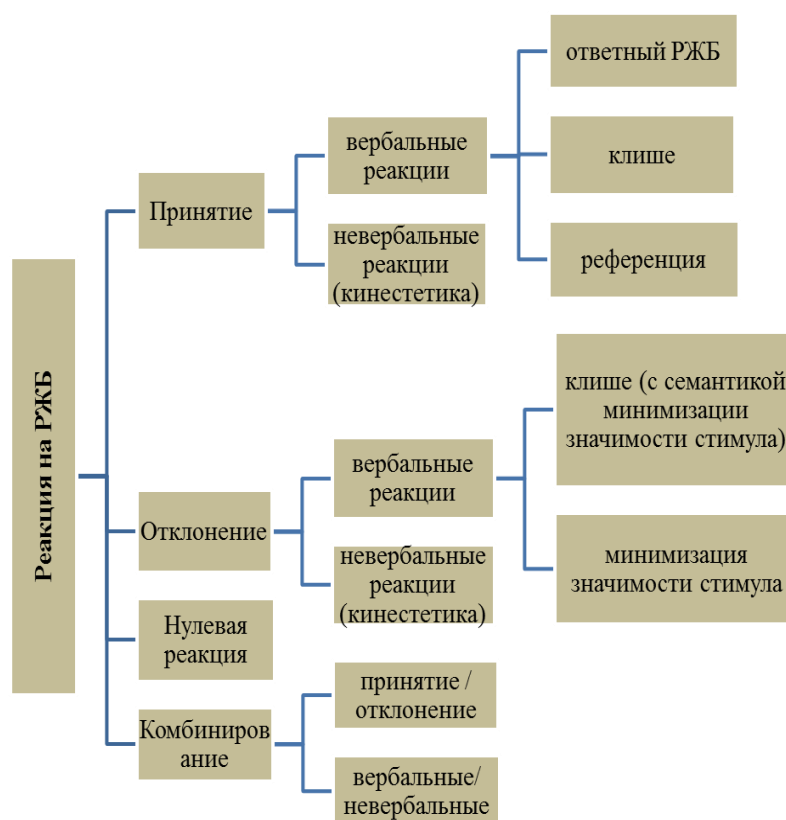 Реакция на РЖБ
Принятие
вербальные
реакции
ответный РЖБ
клише
референция
невербальные
реакции
(кинестетика)
Отклонение
вербальные
реакции
клише (с семантикой
минимизации
значимости стимула)
минимизация
значимости стимула
невербальные
реакции
(кинестетика)
Нулевая
реакция
Комбиниров
ание
принятие /
отклонение
вербальные/
невербальные